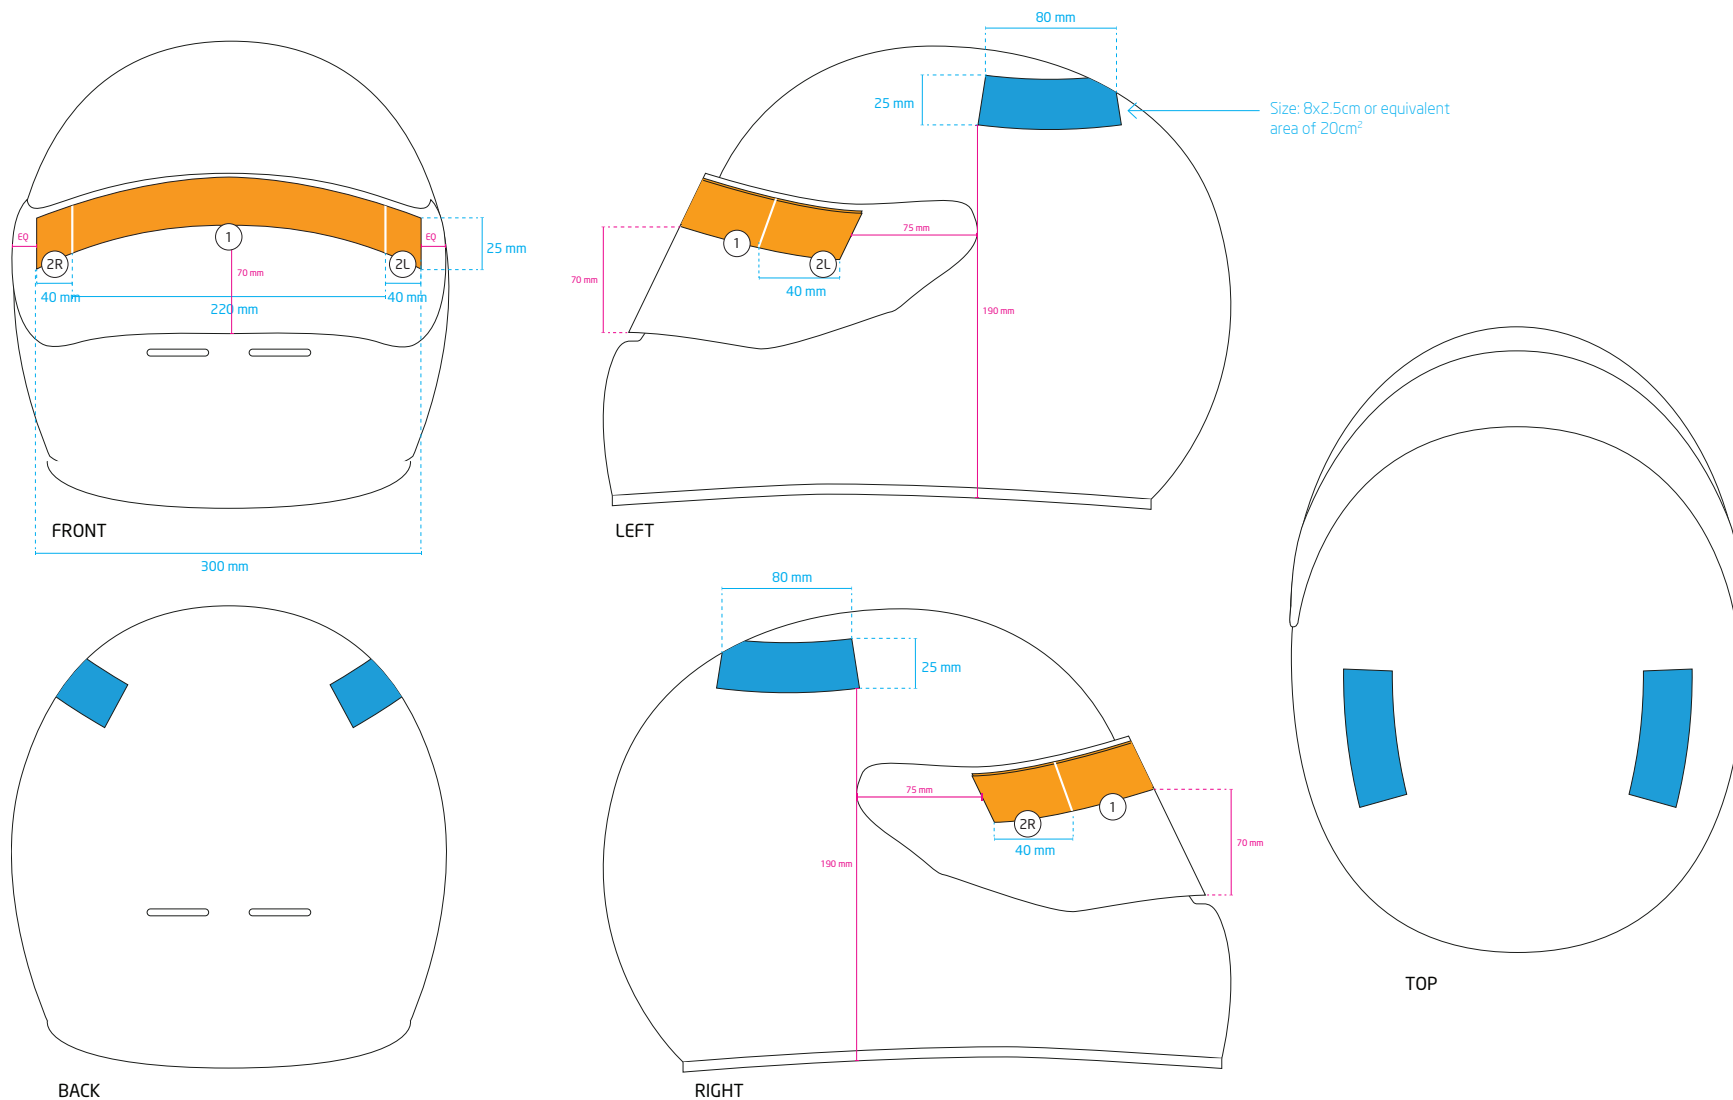 80 mm
25 mm
Size: 8x2.5cm or equivalent
area of 20cm²
EQ
1
EQ
2R
2L
25 mm
70 mm
40 mm
220 mm
40 mm
300 mm
FRONT
1
2L
40 mm
70 mm
75 mm
190 mm
LEFT
80 mm
25 mm
75 mm
2R
1
40 mm
70 mm
190 mm
RIGHT
BACK
TOP